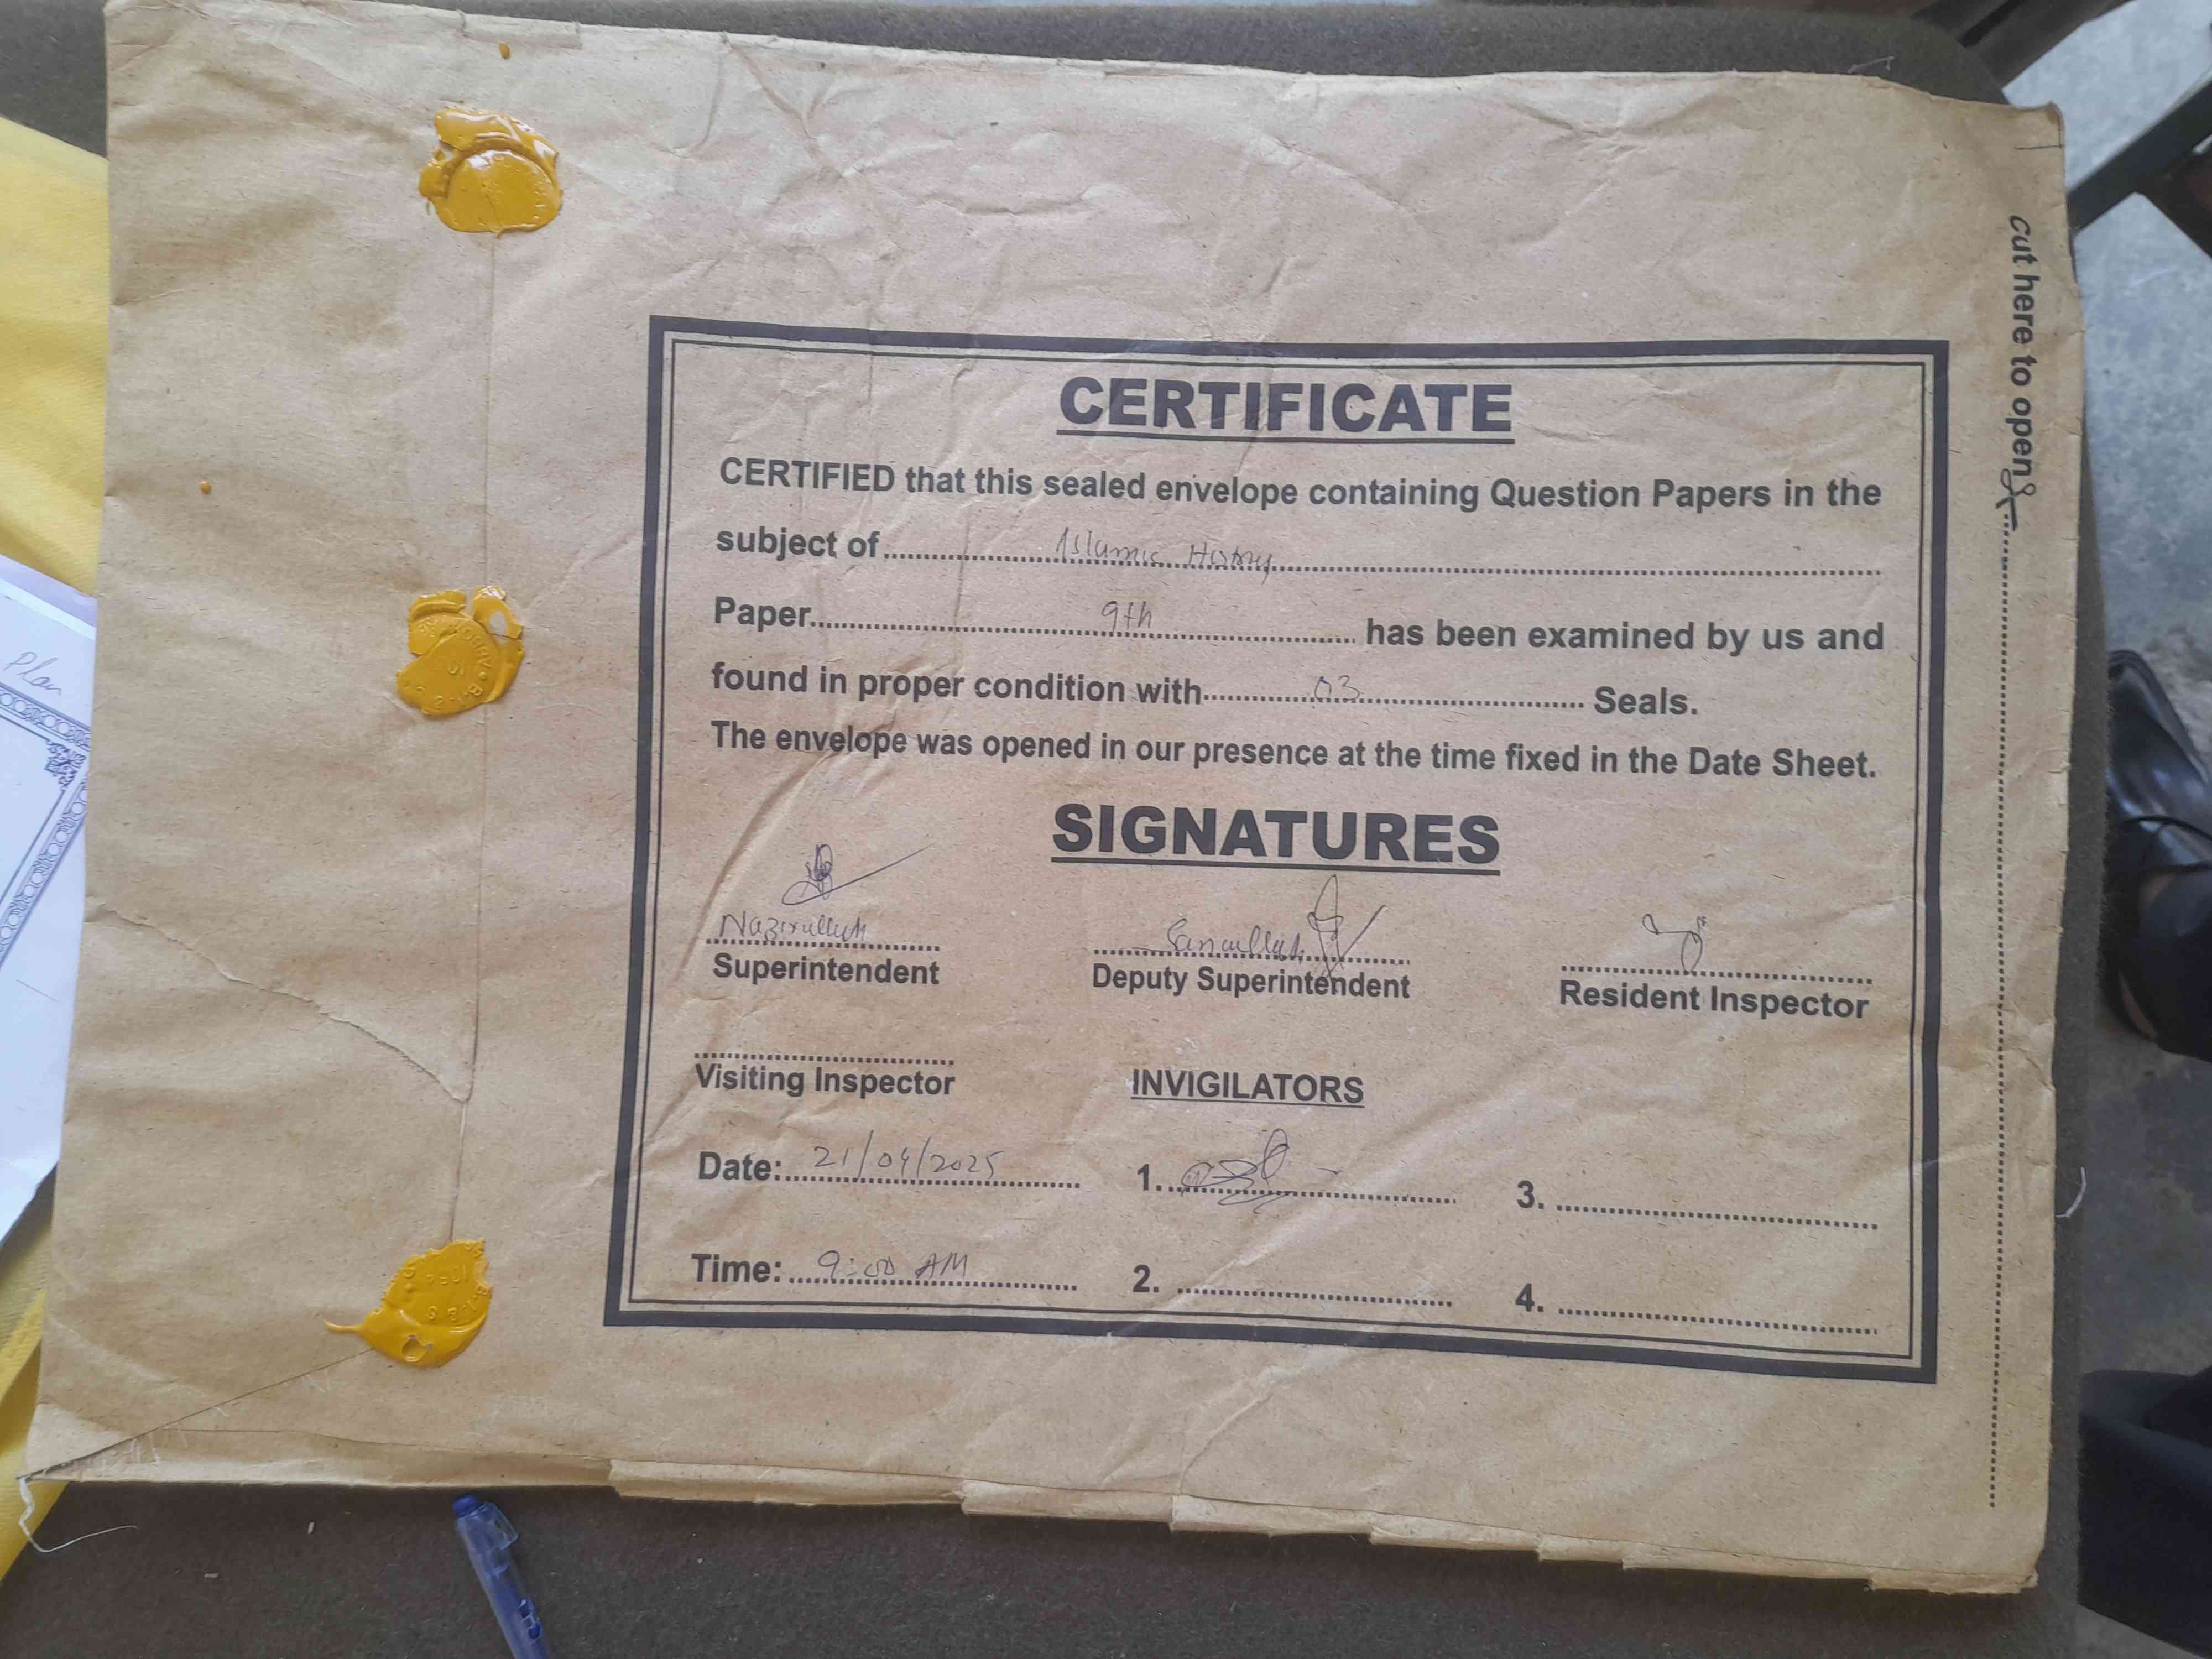 cut here to open
CERTIFICATE
CERTIFIED that this sealed envelope containing Question Papers in the
subject of Islamic History
Paper 9th has been examined by us and
found in proper condition with 03 Seals.
The envelope was opened in our presence at the time fixed in the Date Sheet.
SIGNATURES
Nazirullah Sanaullah
Superintendent Deputy Superintendent Resident Inspector
Visiting Inspector INVIGILATORS
Date: 21/04/2025 1. 3.
Time: 9:00 AM 2. 4.
Plan